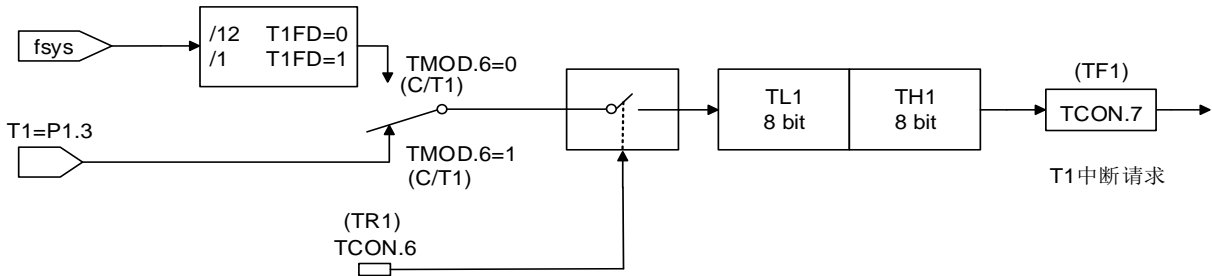 fsys
/12 T1FD=0
/1 T1FD=1
TMOD.6=0
(C/T1)
T1=P1.3
TMOD.6=1
(C/T1)
(TR1)
TCON.6
TL1
8 bit
TH1
8 bit
(TF1)
TCON.7
T1中断请求